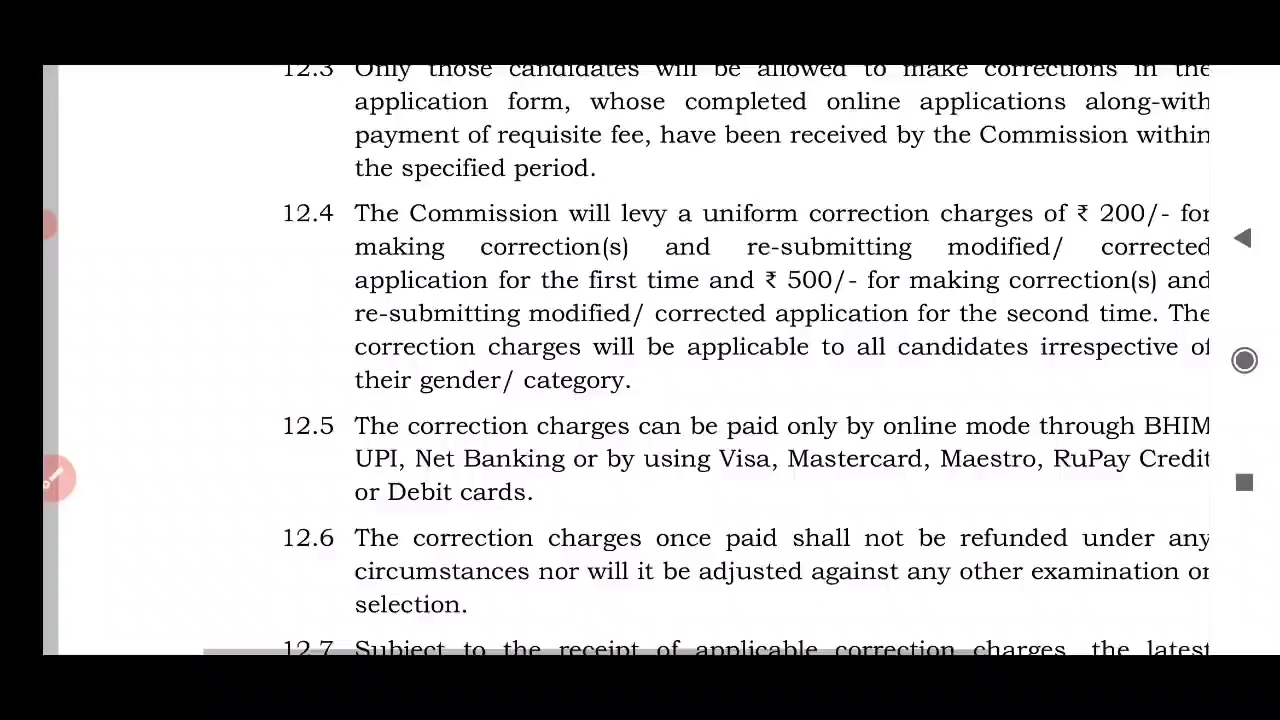 12.3 Only those candidates will be allowed to make corrections in the
application form, whose completed online applications along-with
payment of requisite fee, have been received by the Commission within
the specified period.
12.4 The Commission will levy a uniform correction charges of ₹ 200/- for
making correction(s) and re-submitting modified/ corrected
application for the first time and ₹ 500/- for making correction(s) and
re-submitting modified/ corrected application for the second time. The
correction charges will be applicable to all candidates irrespective of
their gender/ category.
12.5 The correction charges can be paid only by online mode through BHIM
UPI, Net Banking or by using Visa, Mastercard, Maestro, RuPay Credit
or Debit cards.
12.6 The correction charges once paid shall not be refunded under any
circumstances nor will it be adjusted against any other examination or
selection.
12.7 Subject to the receipt of applicable correction charges, the latest